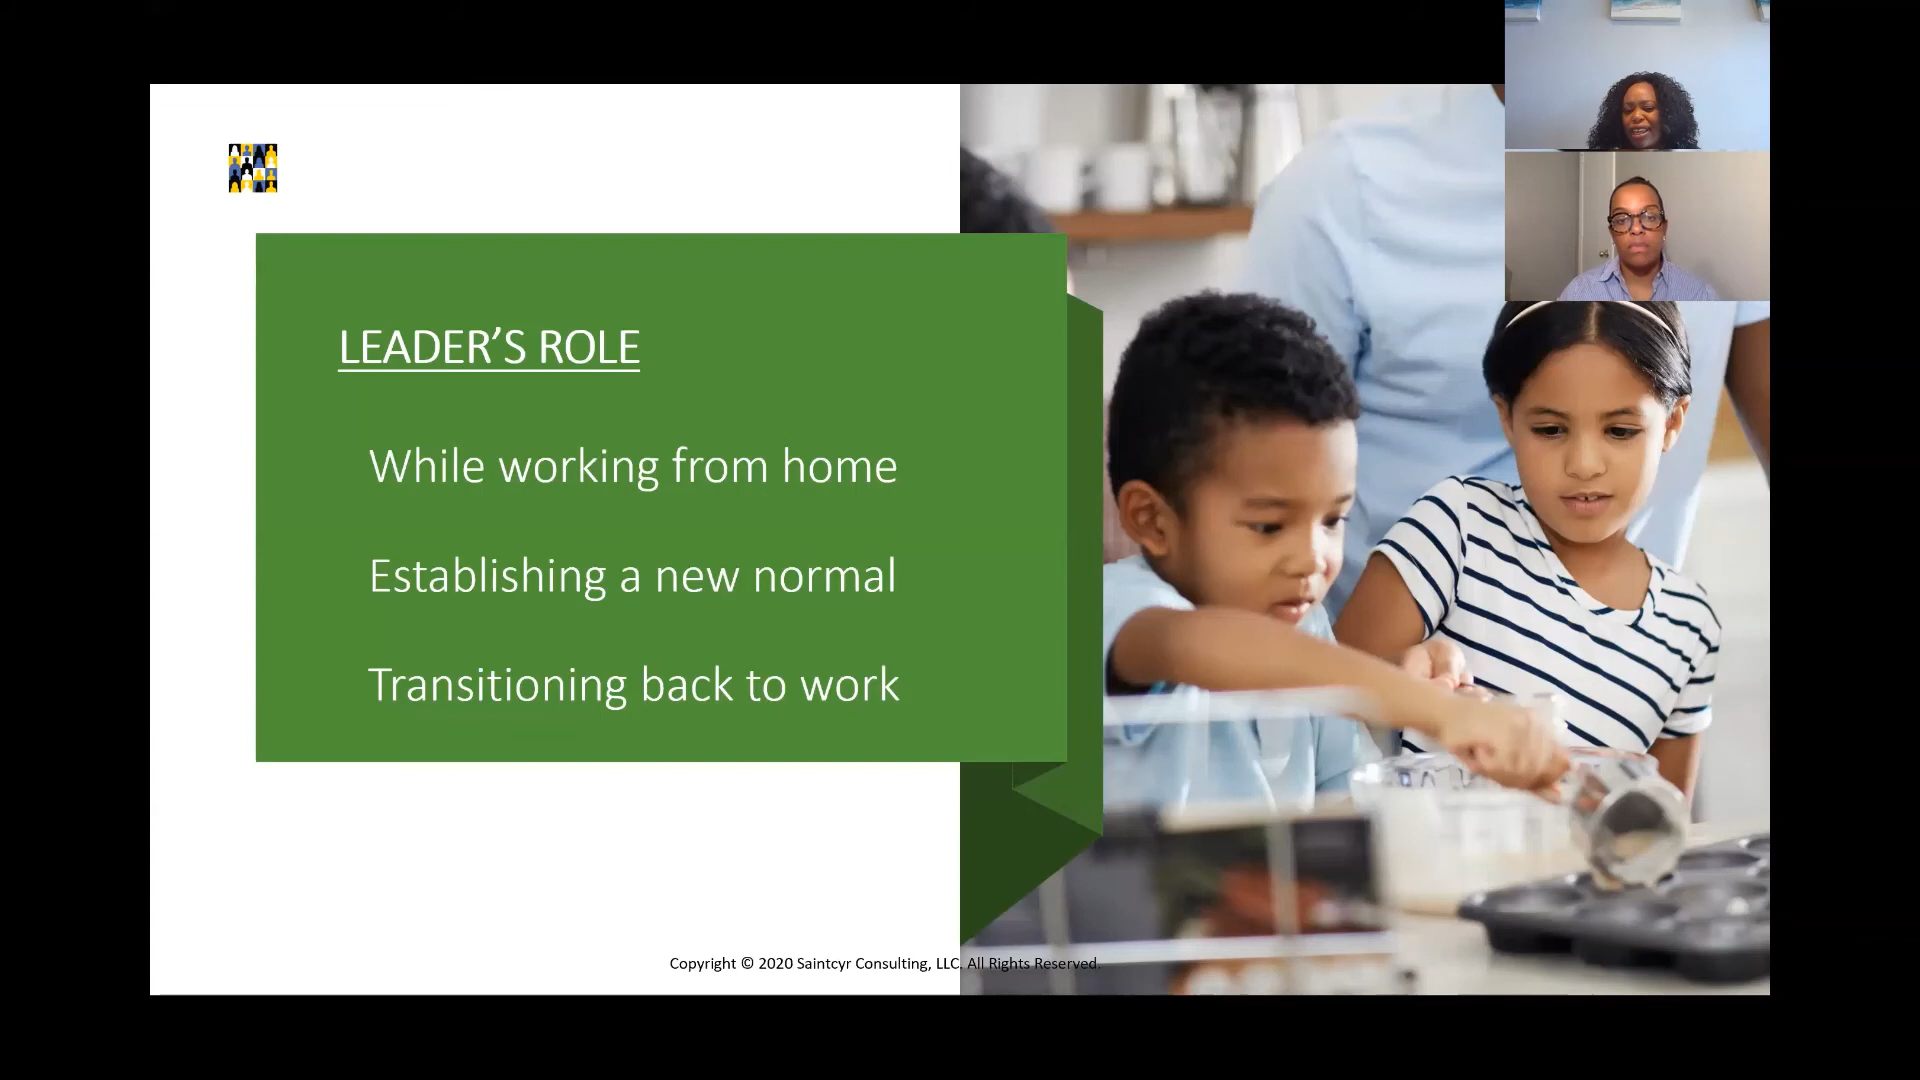 LEADER’S ROLE
While working from home
Establishing a new normal
Transitioning back to work
Copyright © 2020 Saintcyr Consulting, LLC. All Rights Reserved.